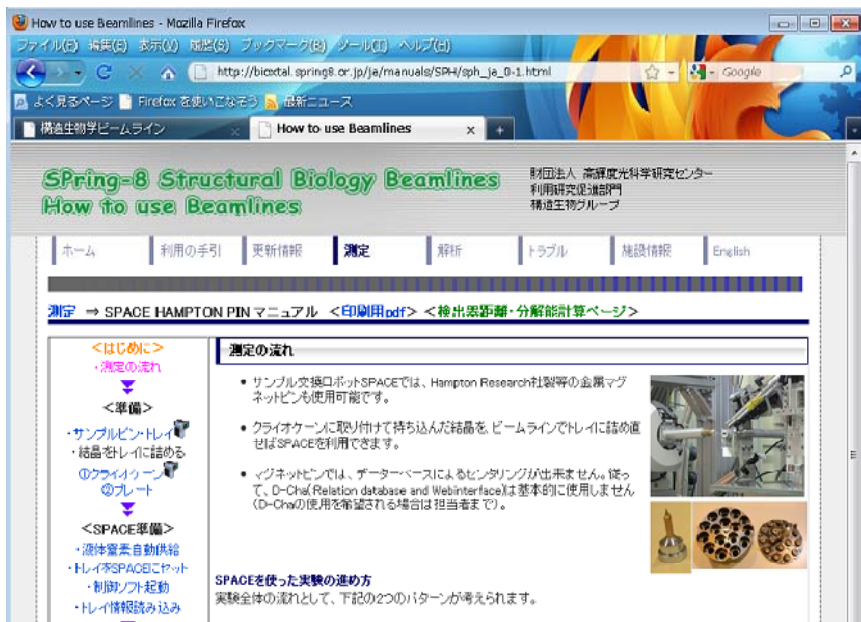 How to use Beamlines - Mozilla Firefox
ファイル(E) 編集(E) 表示(V) 履歴(S) ブックマーク(B) ツール(T) ヘルプ(H)
http://bioxtal.spring8.or.jp/ja/manuals/SPH/sph_ja_0-1.html
Google
よく見るページ Firefox を使いこなそう 最新ニュース
構造生物学ビームライン How to use Beamlines
SPring-8 Structural Biology Beamlines
How to use Beamlines
財団法人 高輝度光科学研究センター
利用研究促進部門
構造生物グループ
ホーム 利用の手引 更新情報 測定 解析 トラブル 施設情報 English
測定 ⇒ SPACE HAMPTON PIN マニュアル <印刷用pdf> <検出器距離・分解能計算ページ>
<はじめに>
・測定の流れ
<準備>
・サンプルピン・トレイ
・結晶をトレイに詰める
①クライオケーン
②プレート
<SPACE準備>
・液体窒素自動供給
・トレイをSPACEにセット
・制御ソフト起動
・トレイ情報読み込み
測定の流れ
• サンプル交換ロボットSPACEでは、Hampton Research社製等の金属マグ
ネットピンも使用可能です。
• クライオケーンに取り付けて持ち込んだ結晶を、ビームラインでトレイに詰め直
せばSPACEを利用できます。
• マグネットピンでは、データーベースによるセンタリングが出来ません。従っ
て、D-Cha(Relation database and Webinterface)は基本的に使用しません
(D-Chaの使用を希望される場合は担当者まで)。
SPACEを使った実験の進め方
実験全体の流れとして、下記の2つのパターンが考えられます。